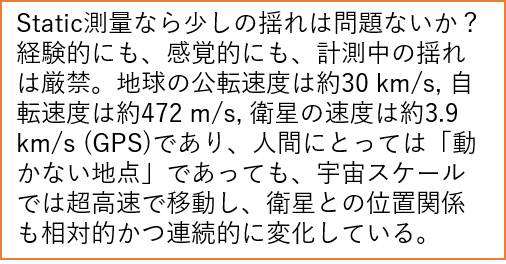 Static測量なら少しの揺れは問題ないか？
経験的にも、感覚的にも、計測中の揺れ
は厳禁。地球の公転速度は約30 km/s, 自
転速度は約472 m/s, 衛星の速度は約3.9
km/s (GPS)であり、人間にとっては「動
かない地点」であっても、宇宙スケール
では超高速で移動し、衛星との位置関係
も相対的かつ連続的に変化している。